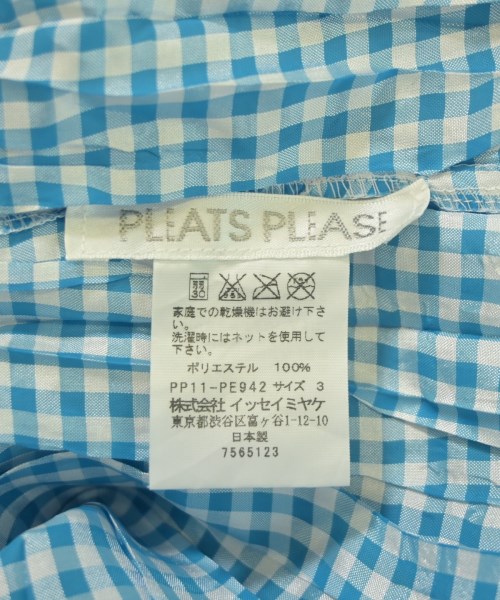 PLEATS PLEASE
弱
30
家庭での乾燥機はお避け下さ
い。
洗濯時にはネットを使用して
下さい。
ポリエステル 100%
PP11-PE942 サイズ 3
株式会社 イッセイミヤケ
東京都渋谷区富ヶ谷1-12-10
日本製
7565123